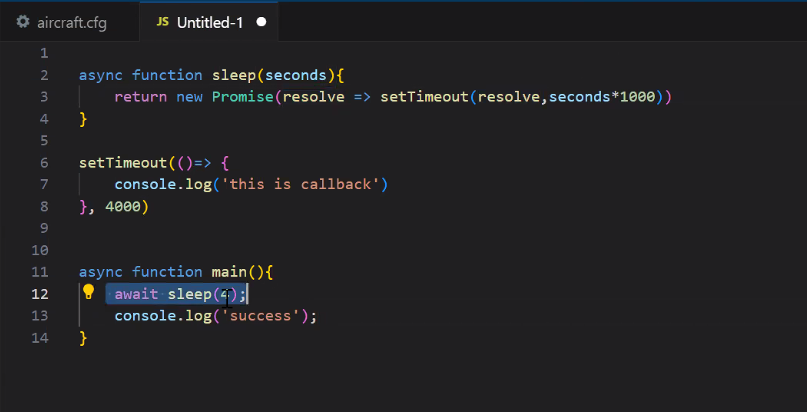 aircraft.cfg JS Untitled-1
1
2 async function sleep(seconds){
3 return new Promise(resolve => setTimeout(resolve,seconds*1000))
4 }
5
6 setTimeout(()=> {
7 console.log('this is callback')
8 }, 4000)
9
10
11 async function main(){
12 await sleep(4);
13 console.log('success');
14 }